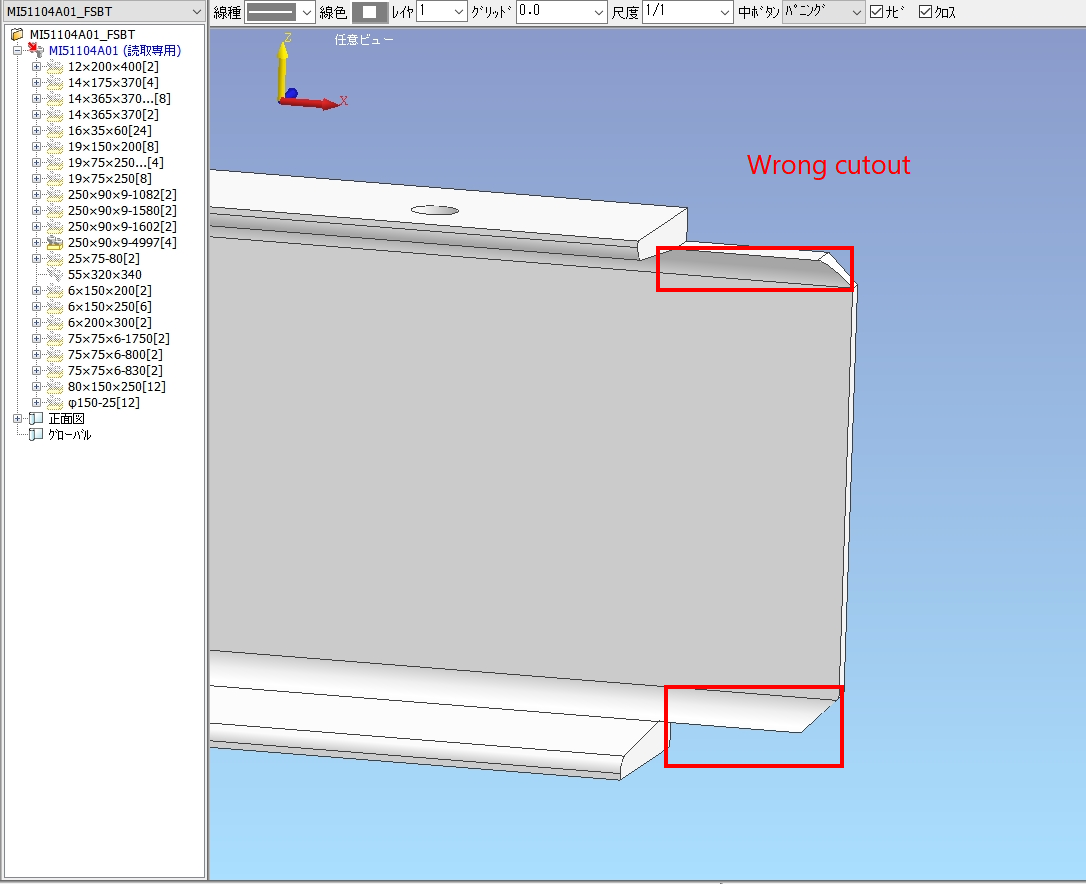 MI51104A01_FSBT 線種 線色 ﾚｲﾔ 1 ｸﾞﾘｯﾄﾞ 0.0 尺度 1/1 中ﾎﾞﾀﾝ ﾊﾟﾆﾝｸﾞ ﾅﾋﾞ ｸﾛｽ
MI51104A01_FSBT
MI51104A01 (読取専用)
12×200×400[2]
14×175×370[4]
14×365×370...[8]
14×365×370[2]
16×35×60[24]
19×150×200[8]
19×75×250...[4]
19×75×250[8]
250×90×9-1082[2]
250×90×9-1580[2]
250×90×9-1602[2]
250×90×9-4997[4]
25×75-80[2]
55×320×340
6×150×200[2]
6×150×250[6]
6×200×300[2]
75×75×6-1750[2]
75×75×6-800[2]
75×75×6-830[2]
80×150×250[12]
φ150-25[12]
正面図
ｸﾞﾛｰﾊﾞﾙ
Z
任意ビュー
X
Wrong cutout